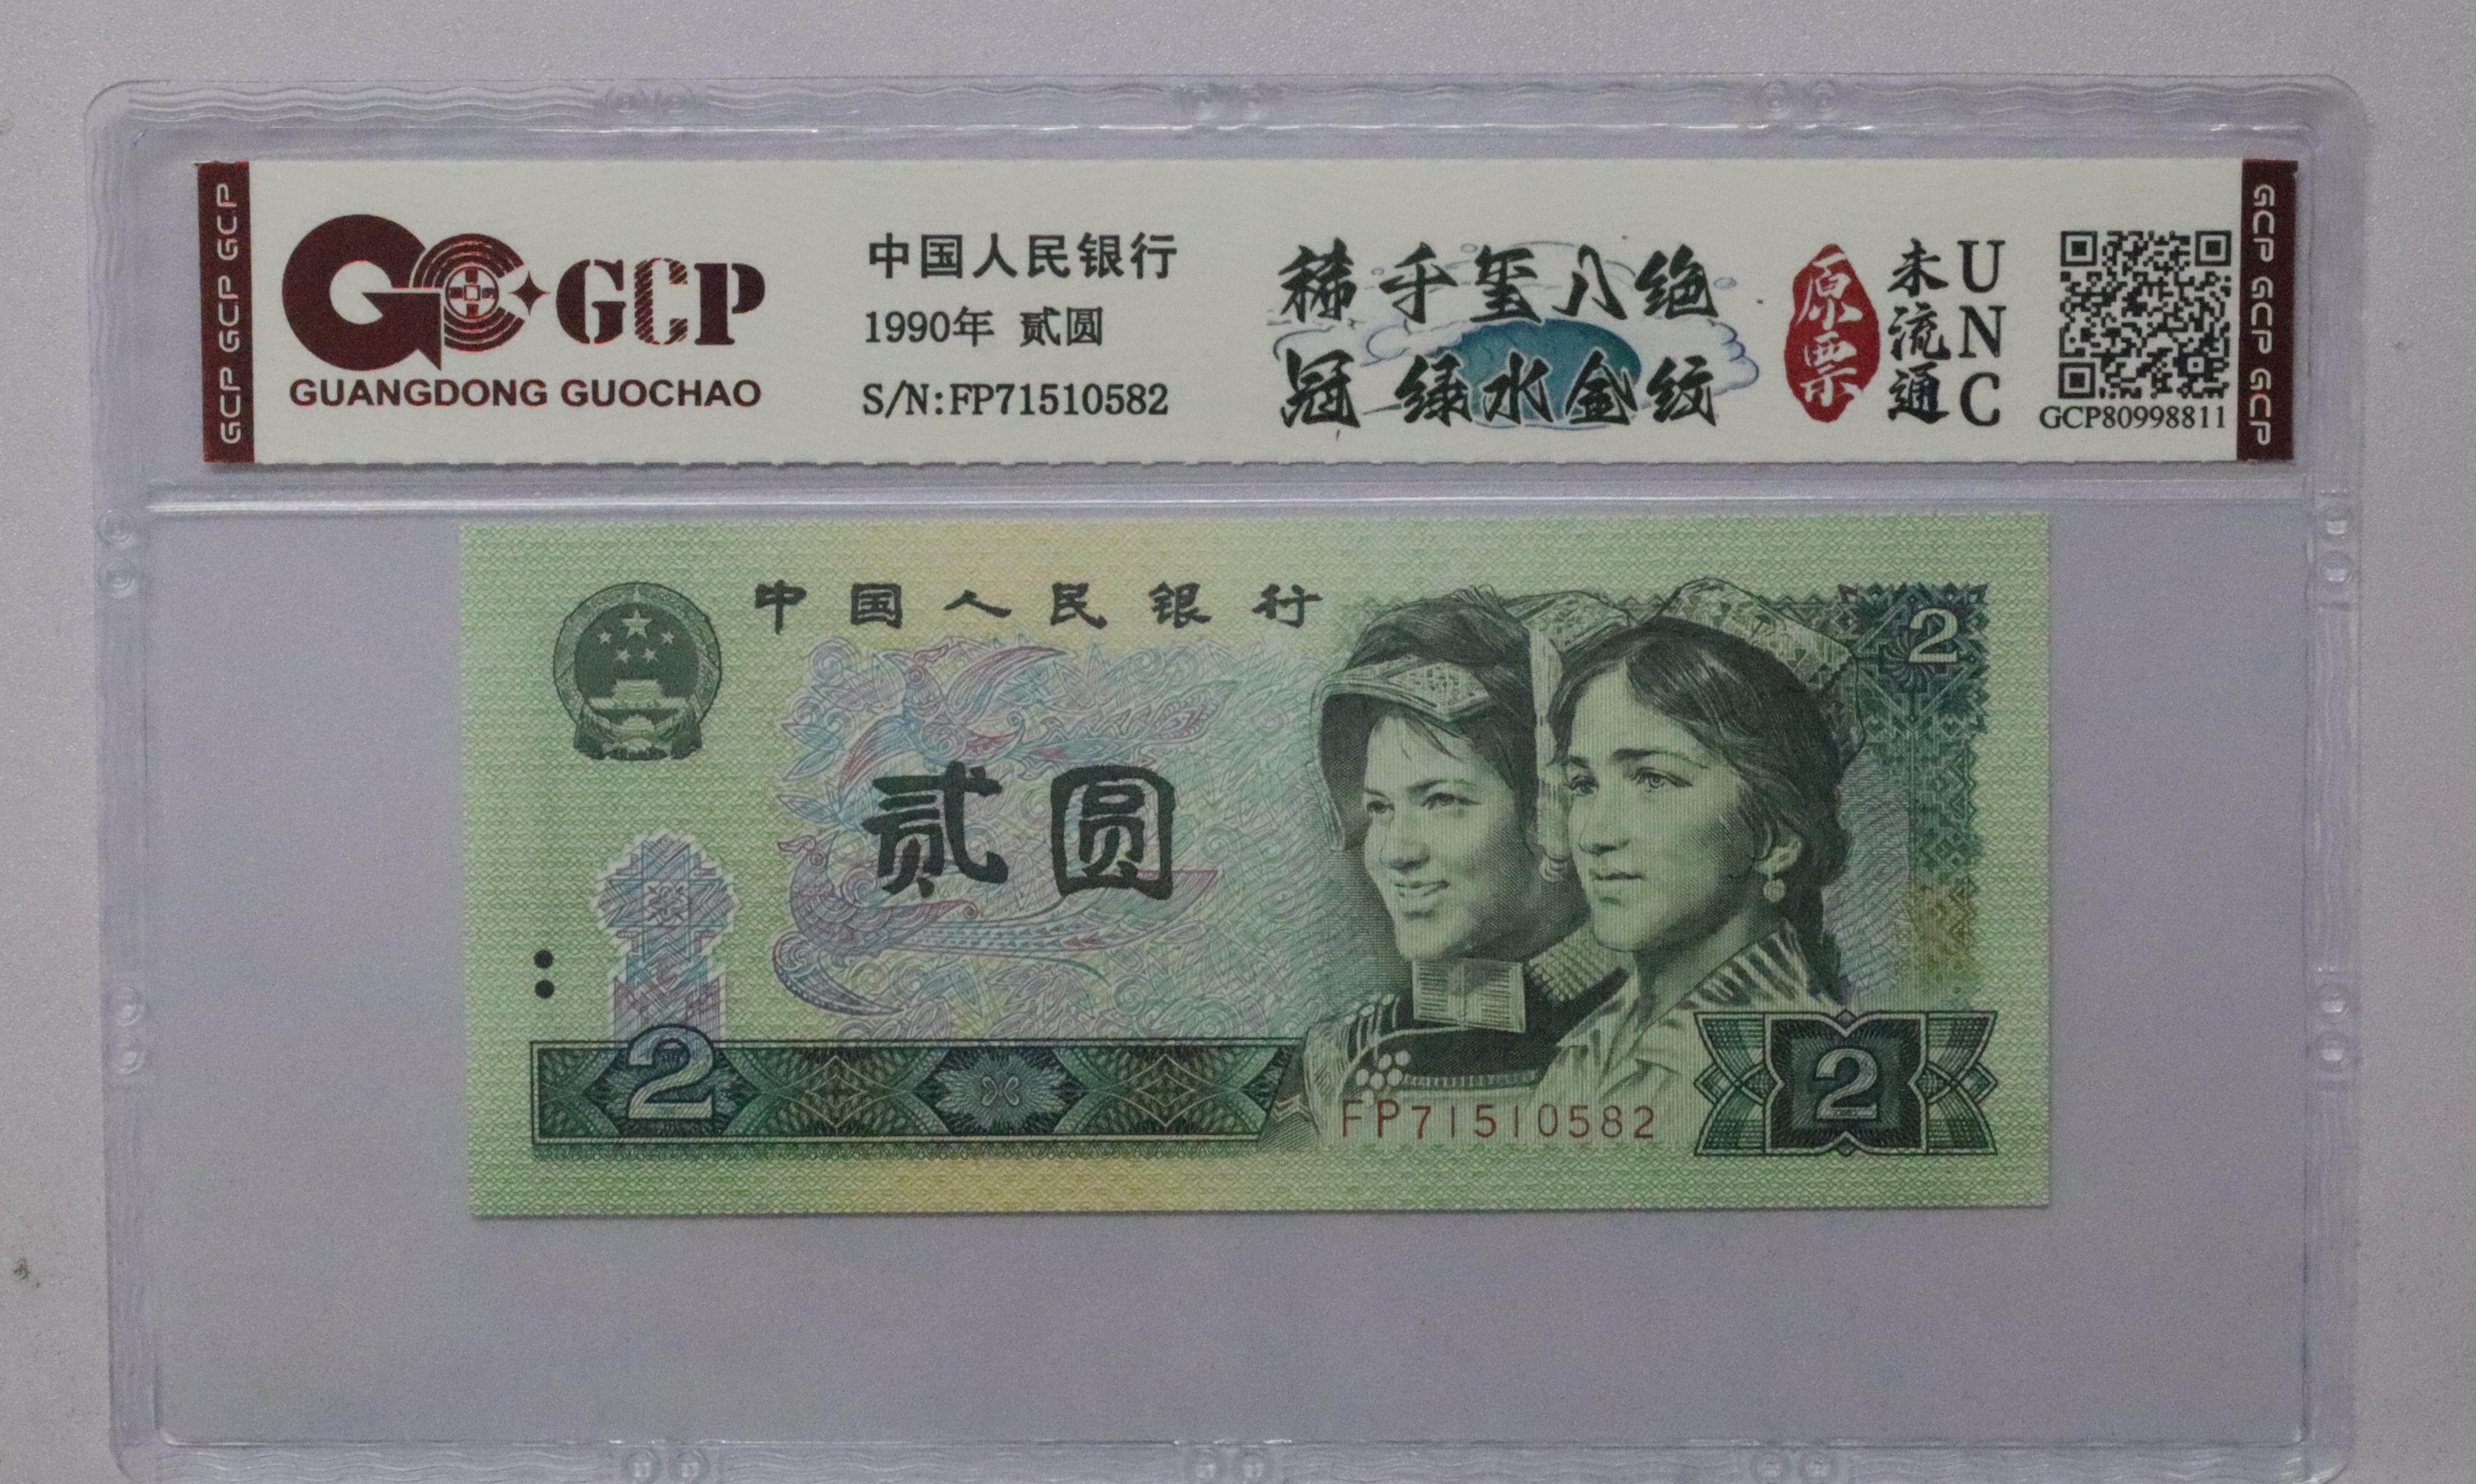 GCP GCP GCP
GCP
GUANGDONG GUOCHAO
中国人民银行
1990年 贰圆
S/N:FP71510582
稀千玺八绝
冠 绿水金纹
原票
未流通
UNC
GCP80998811
GCP GCP GCP
中国人民银行
2
贰圆
2
FP71510582
2